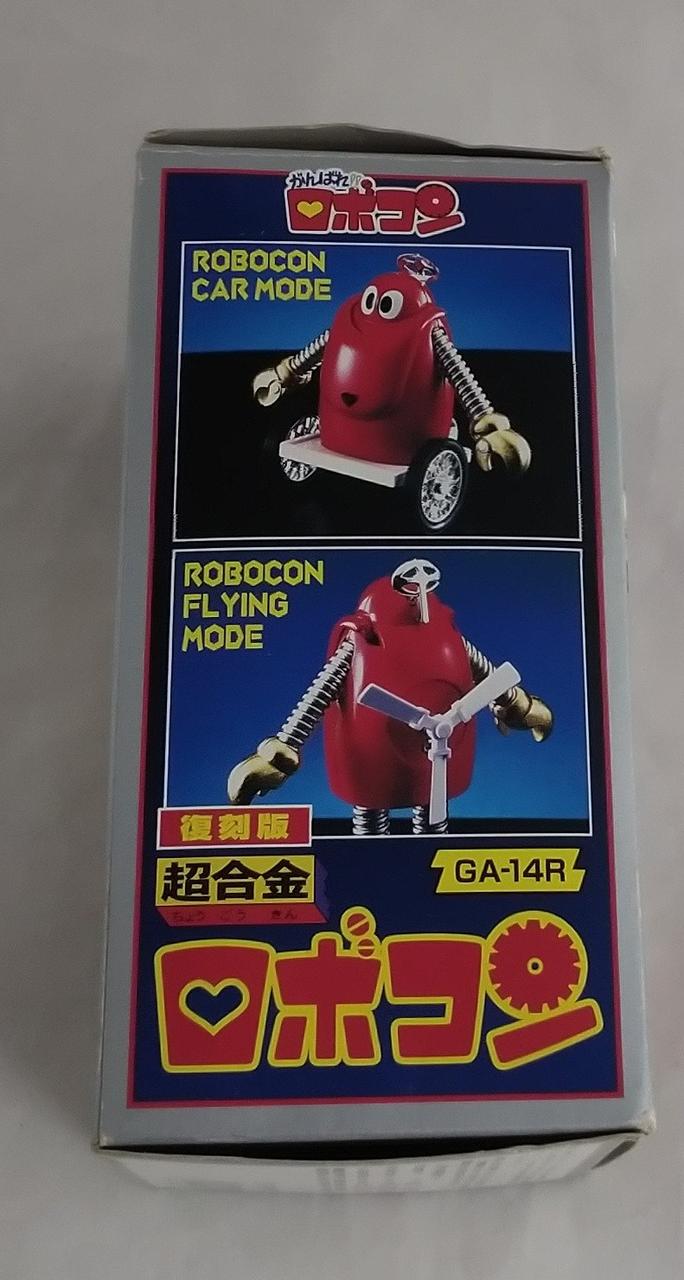 がんばれ!!
ロボコン
ROBOCON
CAR MODE
ROBOCON
FLYING
MODE
復刻版
超合金
ちょう ごう きん
GA-14R
ロボコン